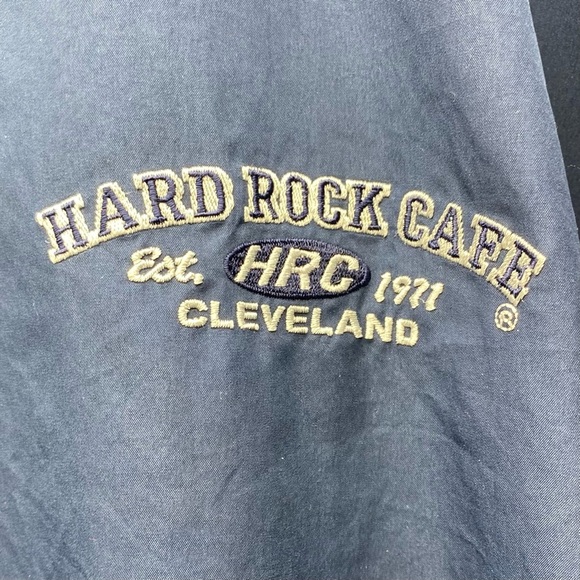 HARD ROCK CAFE
Est. HRC 1971
CLEVELAND ®